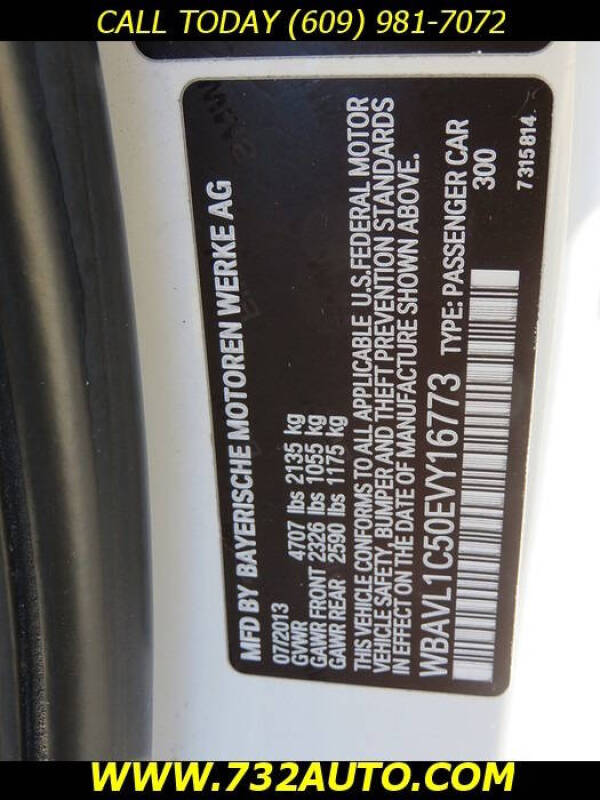 CALL TODAY (609) 981-7072
MFD BY BAYERISCHE MOTOREN WERKE AG
07/2013
GVWR 4707 lbs 2135 kg
GAWR FRONT 2326 lbs 1055 kg
GAWR REAR 2590 lbs 1175 kg
THIS VEHICLE CONFORMS TO ALL APPLICABLE U.S.FEDERAL MOTOR
VEHICLE SAFETY, BUMPER AND THEFT PREVENTION STANDARDS
IN EFFECT ON THE DATE OF MANUFACTURE SHOWN ABOVE.
WBAVL1C50EVY16773 TYPE: PASSENGER CAR
300
7315814
WWW.732AUTO.COM